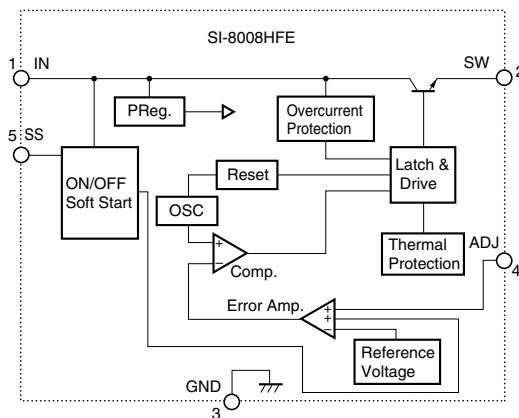 SI-8008HFE
1 IN
SW 2
PReg.
Overcurrent
Protection
5 SS
ON/OFF
Soft Start
Latch &
Drive
Reset
OSC
+
−
Comp.
Thermal
Protection
ADJ
4
Error Amp.
+
+
−
Reference
Voltage
GND
3